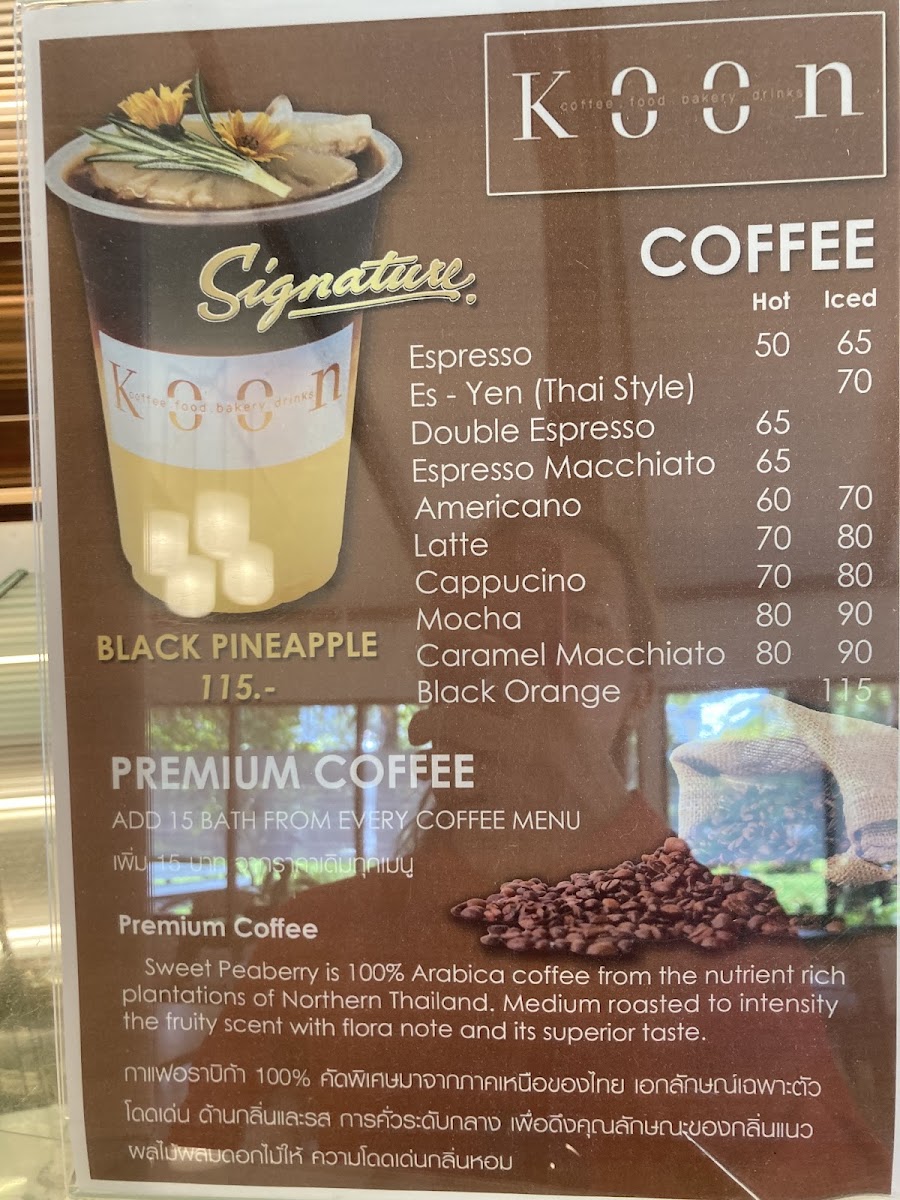 Koon
coffee . food bakery drinks
Signature
COFFEE
Hot Iced
Espresso 50 65
Es - Yen (Thai Style) 70
Double Espresso 65
Espresso Macchiato 65
Americano 60 70
Latte 70 80
Cappucino 70 80
Mocha 80 90
Caramel Macchiato 80 90
Black Orange 115
Koon
coffee . food . bakery . drinks
BLACK PINEAPPLE
115.-
PREMIUM COFFEE
ADD 15 BATH FROM EVERY COFFEE MENU
เพิ่ม 15 บาท จากราคาเดิมทุกเมนู
Premium Coffee
Sweet Peaberry is 100% Arabica coffee from the nutrient rich
plantations of Northern Thailand. Medium roasted to intensity
the fruity scent with flora note and its superior taste.
กาแฟอราบิก้า 100% คัดพิเศษมาจากภาคเหนือของไทย เอกลักษณ์เฉพาะตัว
โดดเด่น ด้านกลิ่นและรส การคั่วระดับกลาง เพื่อดึงคุณลักษณะของกลิ่นแนว
ผลไม้ผสมดอกไม้ให้ ความโดดเด่นกลิ่นหอม